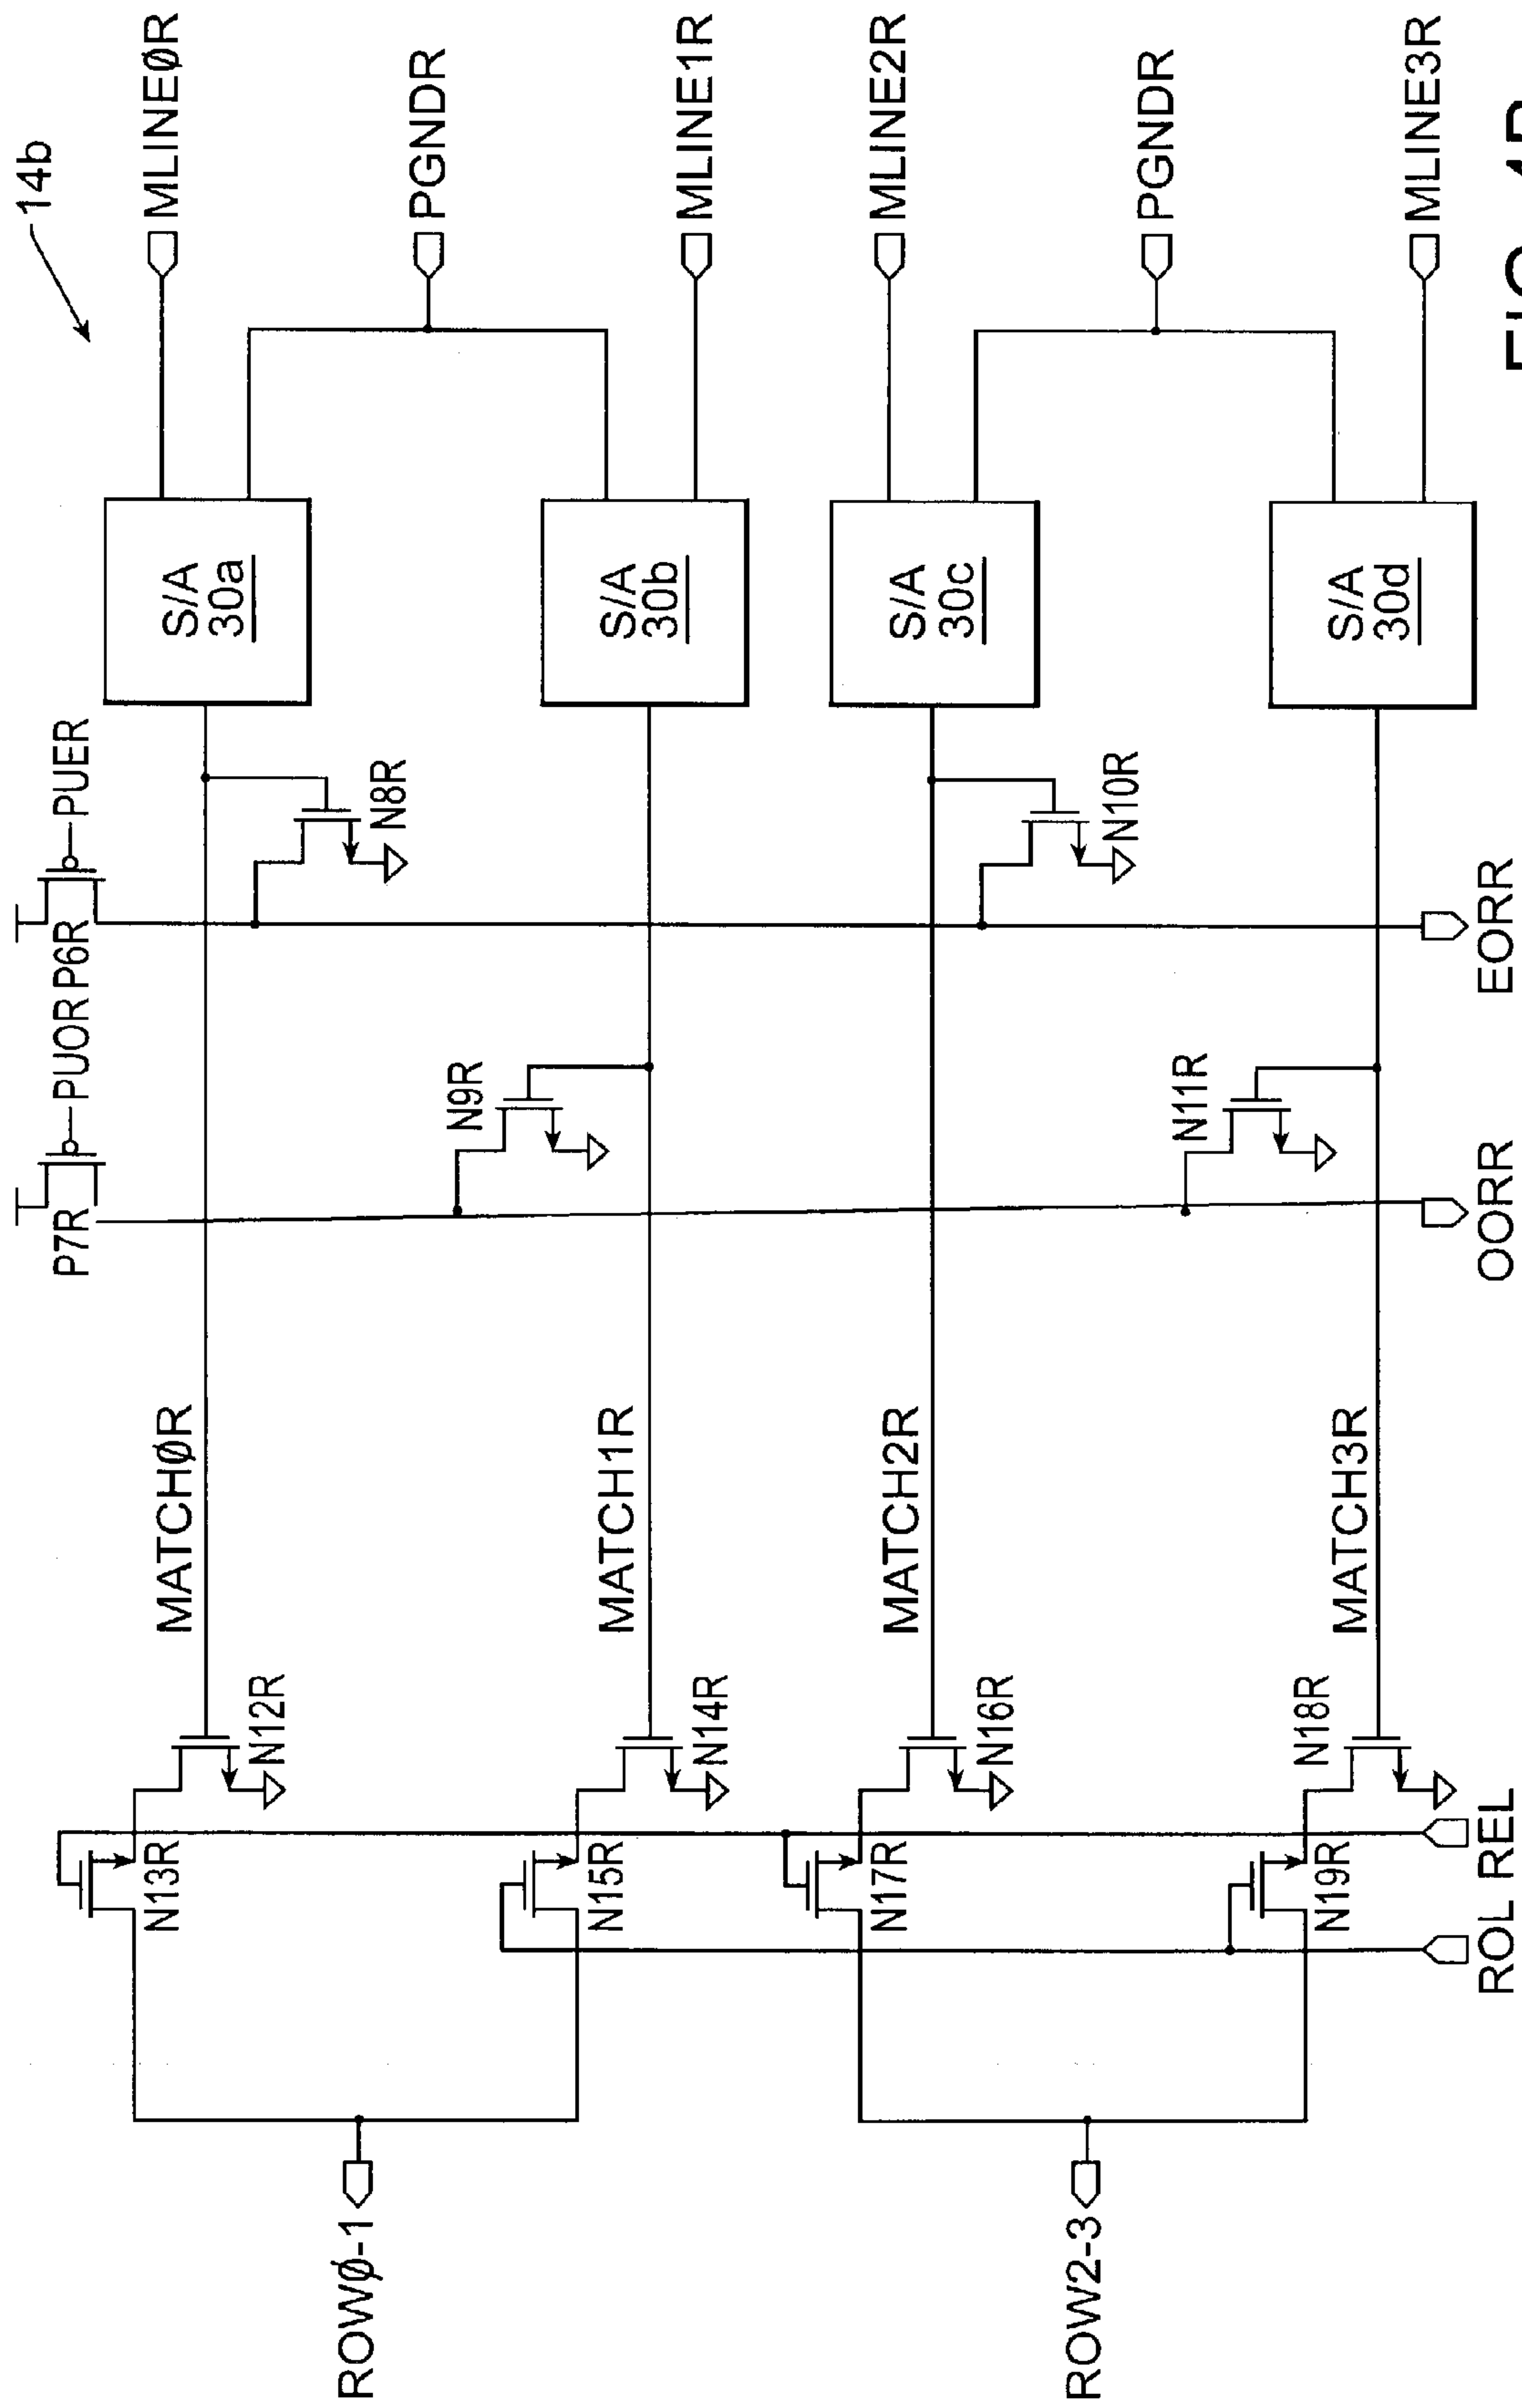 14b
MLINE0R
PGNDR
MLINE1R
MLINE2R
PGNDR
MLINE3R
S/A
30a
S/A
30b
S/A
30c
S/A
30d
PUER
P6R
PUOR
P7R
N8R
N9R
N10R
N11R
EORR
OORR
MATCH0R
MATCH1R
MATCH2R
MATCH3R
N12R
N13R
N14R
N15R
N16R
N17R
N18R
N19R
ROL REL
ROW0-1
ROW2-3